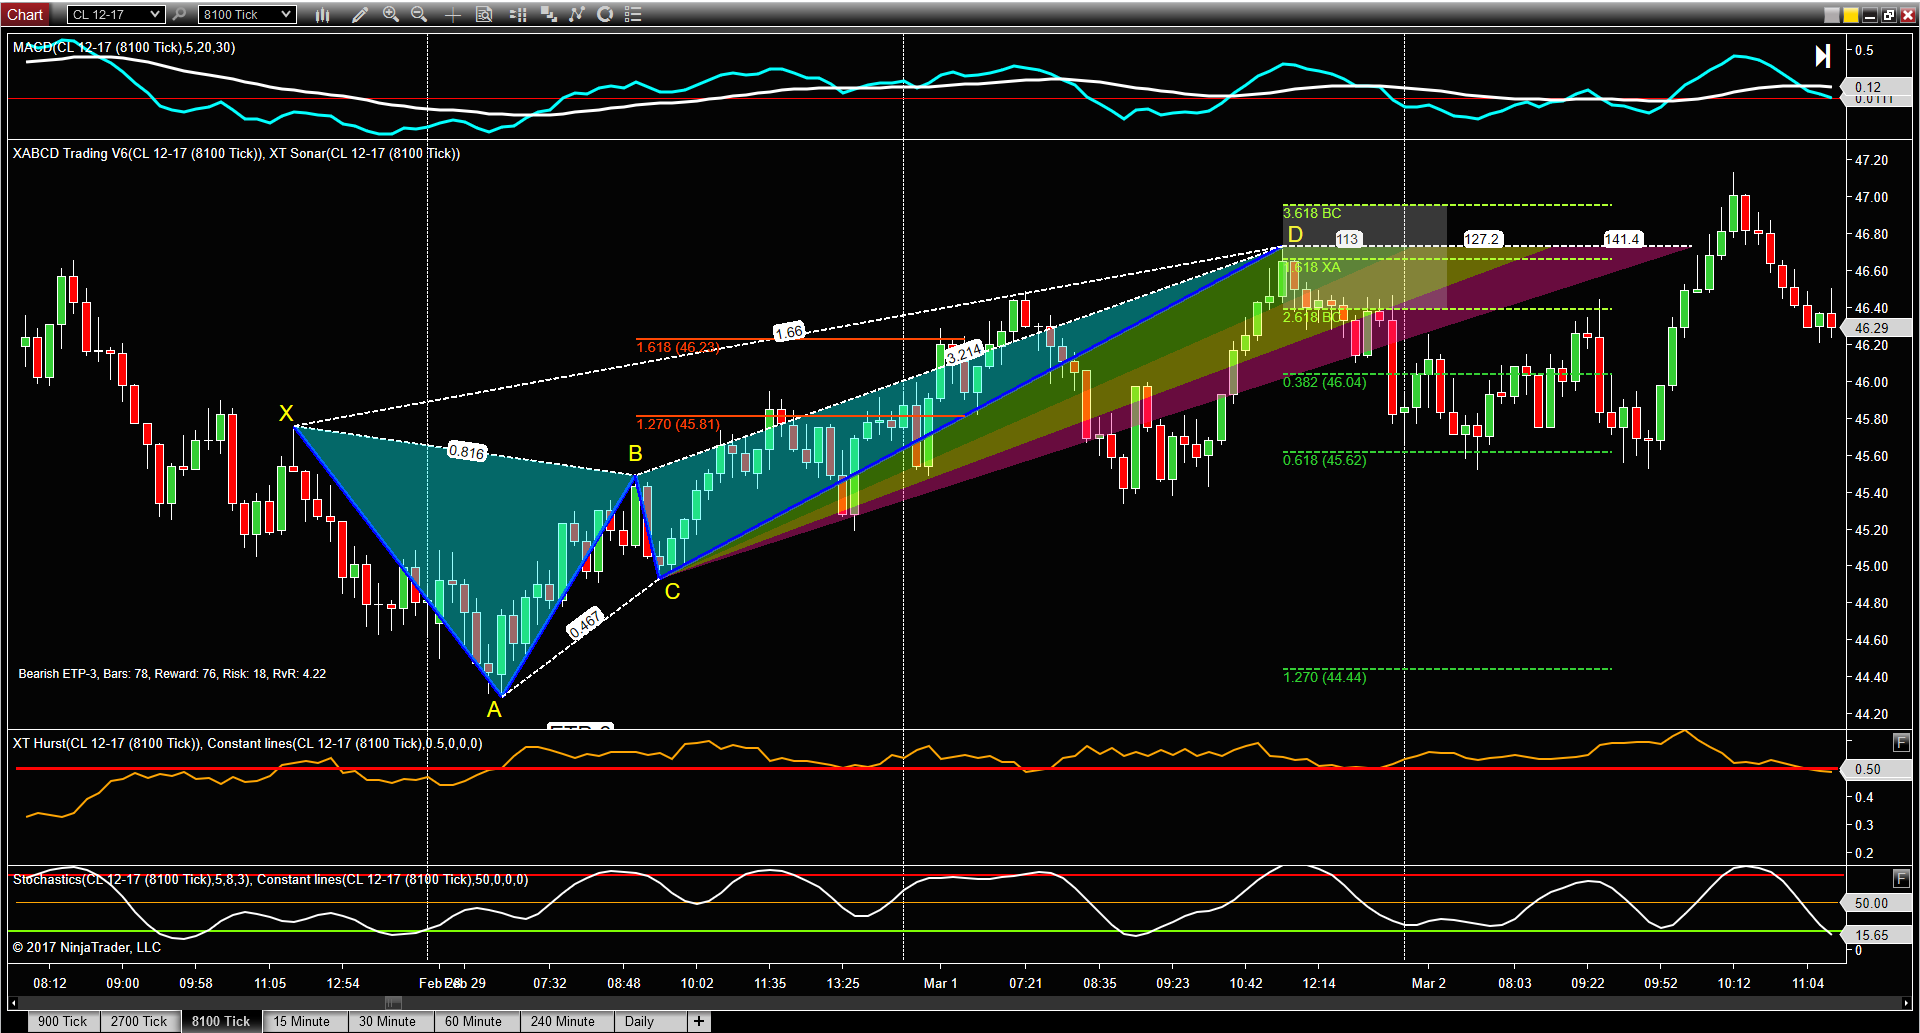 Chart CL 12-17 8100 Tick
MACD(CL 12-17 (8100 Tick),5,20,30)
0.5
0.12
0.0111
XABCD Trading V6(CL 12-17 (8100 Tick)), XT Sonar(CL 12-17 (8100 Tick))
47.20
47.00
3.618 BC
D
113
127.2
141.4
46.80
1.618 XA
46.60
46.40
2.618 BC
1.66
46.29
1.618 (46.23)
3.214
46.20
46.00
0.382 (46.04)
X
1.270 (45.81)
45.80
0.816
B
0.618 (45.62)
45.60
45.40
45.20
45.00
C
44.80
0.467
44.60
Bearish ETP-3, Bars: 78, Reward: 76, Risk: 18, RvR: 4.22
1.270 (44.44)
44.40
A
44.20
XT Hurst(CL 12-17 (8100 Tick)), Constant lines(CL 12-17 (8100 Tick),0.5,0,0,0)
F
0.50
0.4
0.3
0.2
Stochastics(CL 12-17 (8100 Tick),5,8,3), Constant lines(CL 12-17 (8100 Tick),50,0,0,0)
F
50.00
15.65
© 2017 NinjaTrader, LLC
0
08:12 09:00 09:58 11:05 12:54 Feb 29 07:32 08:48 10:02 11:35 13:25 Mar 1 07:21 08:35 09:23 10:42 12:14 Mar 2 08:03 09:22 09:52 10:12 11:04
900 Tick 2700 Tick 8100 Tick 15 Minute 30 Minute 60 Minute 240 Minute Daily +